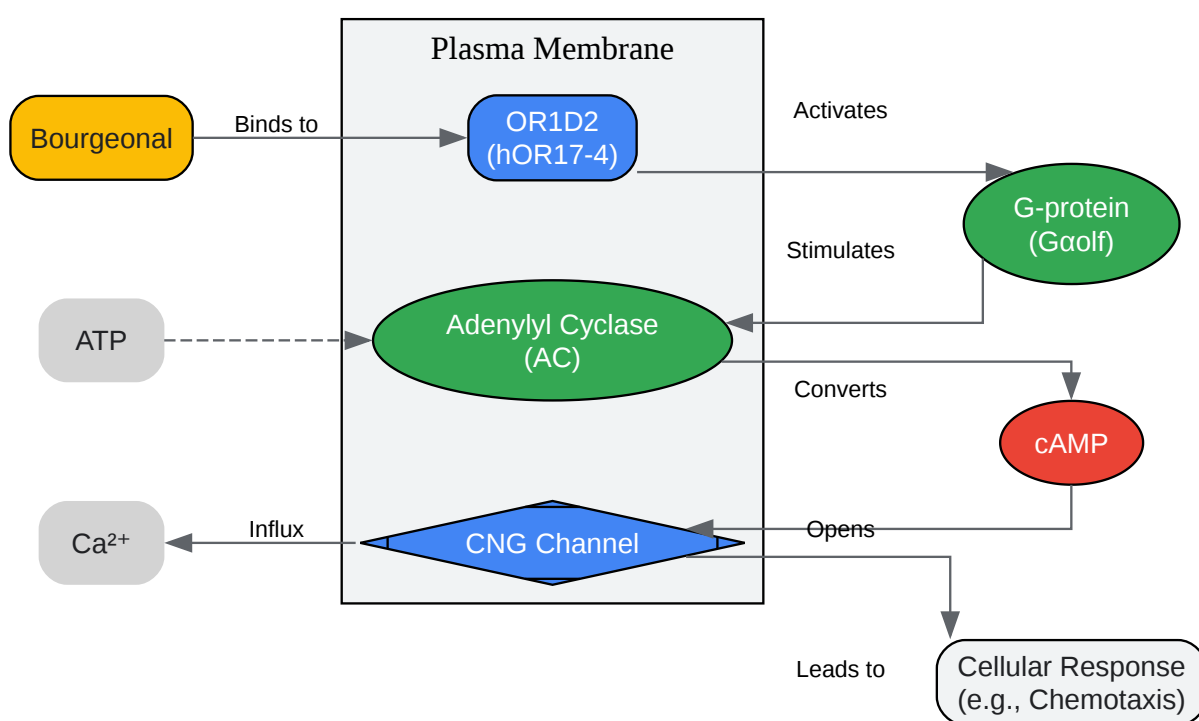 Plasma Membrane
Bourgeonal
Binds to
OR1D2
(hOR17-4)
Activates
G-protein
(Gαolf)
Stimulates
ATP
Adenylyl Cyclase
(AC)
Converts
cAMP
Ca²⁺
Influx
CNG Channel
Opens
Leads to
Cellular Response
(e.g., Chemotaxis)